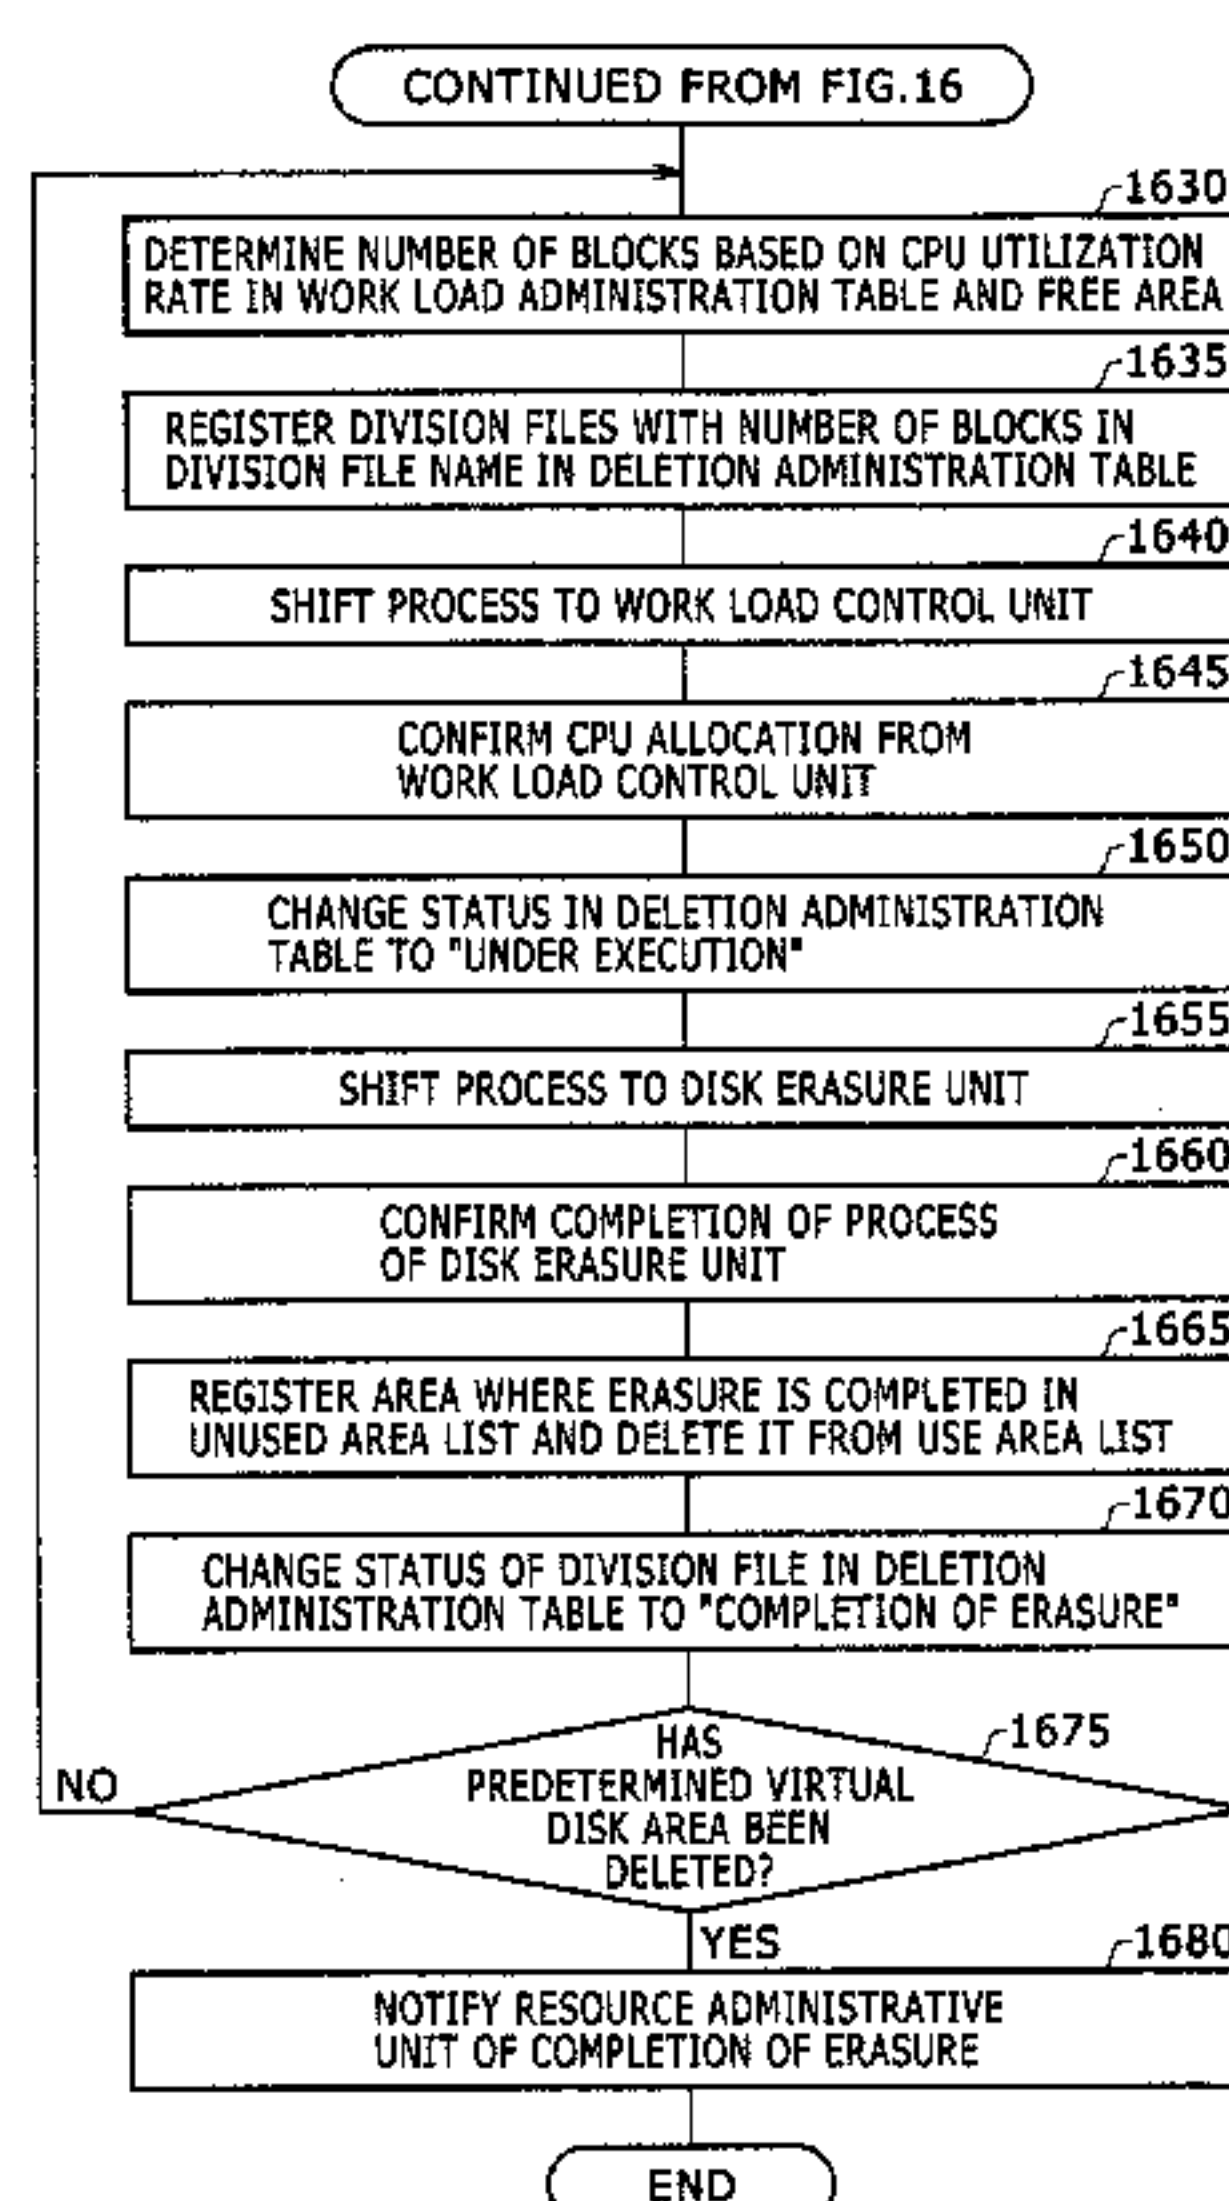 CONTINUED FROM FIG.16
1630
DETERMINE NUMBER OF BLOCKS BASED ON CPU UTILIZATION
RATE IN WORK LOAD ADMINISTRATION TABLE AND FREE AREA
1635
REGISTER DIVISION FILES WITH NUMBER OF BLOCKS IN
DIVISION FILE NAME IN DELETION ADMINISTRATION TABLE
1640
SHIFT PROCESS TO WORK LOAD CONTROL UNIT
1645
CONFIRM CPU ALLOCATION FROM
WORK LOAD CONTROL UNIT
1650
CHANGE STATUS IN DELETION ADMINISTRATION
TABLE TO "UNDER EXECUTION"
1655
SHIFT PROCESS TO DISK ERASURE UNIT
1660
CONFIRM COMPLETION OF PROCESS
OF DISK ERASURE UNIT
1665
REGISTER AREA WHERE ERASURE IS COMPLETED IN
UNUSED AREA LIST AND DELETE IT FROM USE AREA LIST
1670
CHANGE STATUS OF DIVISION FILE IN DELETION
ADMINISTRATION TABLE TO "COMPLETION OF ERASURE"
1675
HAS
PREDETERMINED VIRTUAL
DISK AREA BEEN
DELETED?
NO
YES
1680
NOTIFY RESOURCE ADMINISTRATIVE
UNIT OF COMPLETION OF ERASURE
END